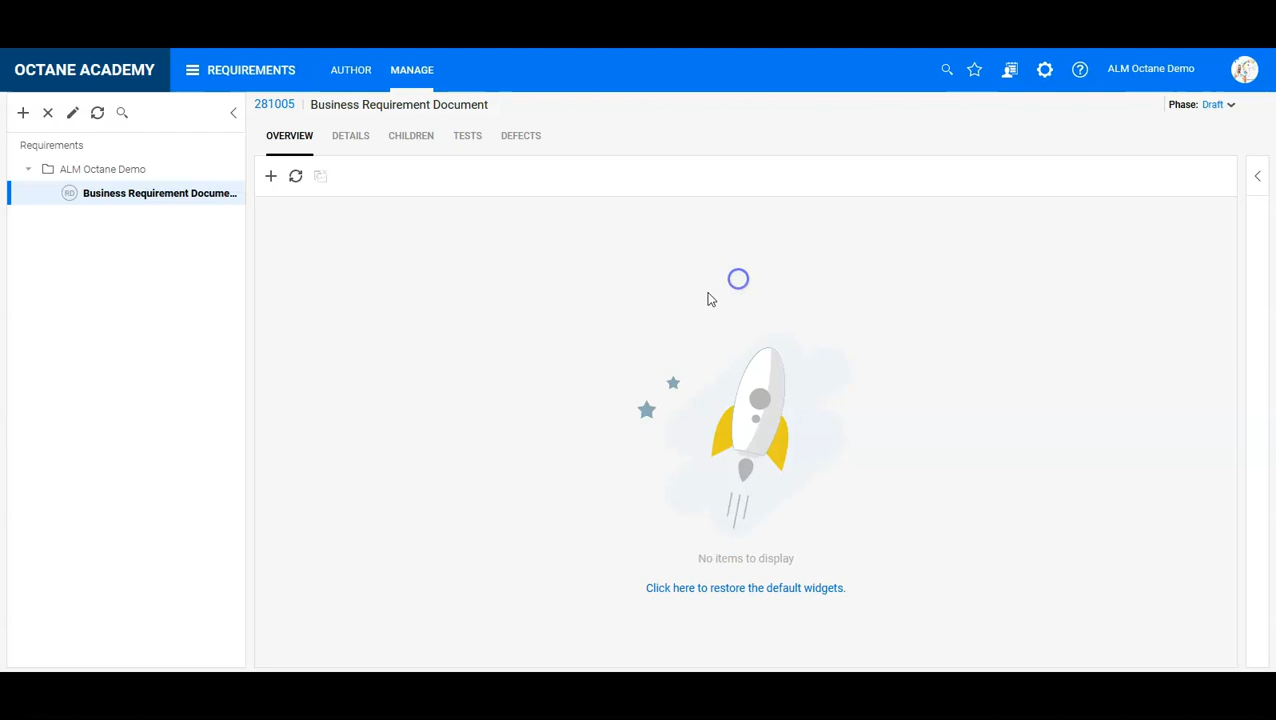 OCTANE ACADEMY
REQUIREMENTS
AUTHOR
MANAGE
ALM Octane Demo
281005
Business Requirement Document
Phase: Draft
Requirements
ALM Octane Demo
RD
Business Requirement Docume...
OVERVIEW
DETAILS
CHILDREN
TESTS
DEFECTS
No items to display
Click here to restore the default widgets.